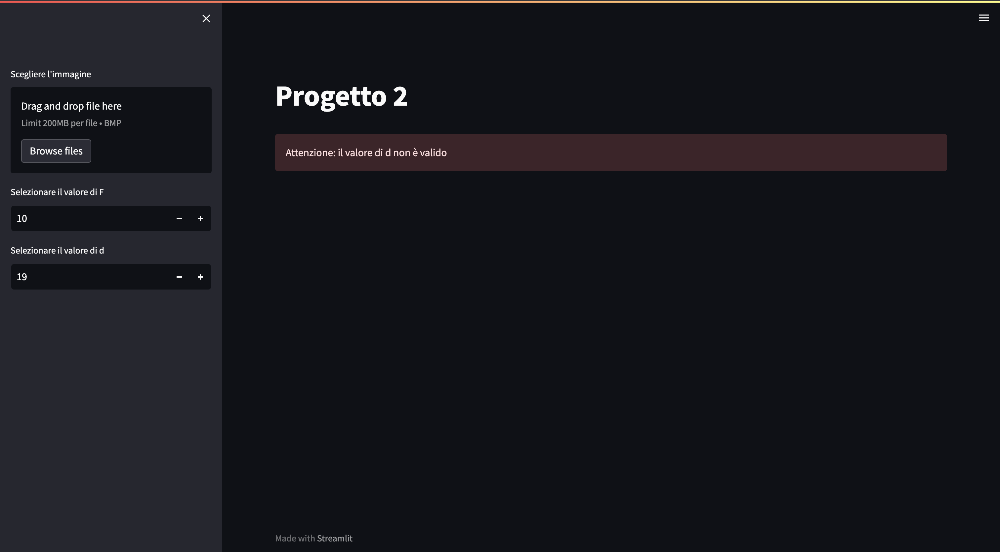 Scegliere l'immagine
Drag and drop file here
Limit 200MB per file • BMP
Browse files
Selezionare il valore di F
10
Selezionare il valore di d
19
Progetto 2
Attenzione: il valore di d non è valido
Made with Streamlit